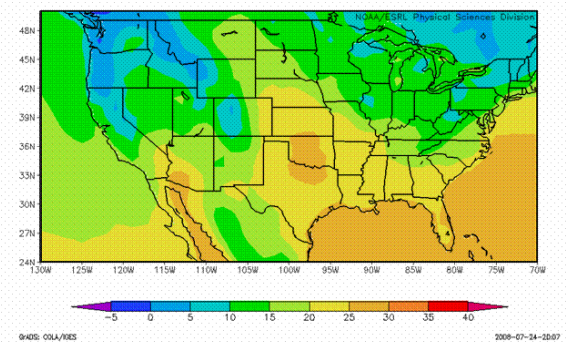 NOAA/ESRL Physical Sciences Division
48N
45N
42N
39N
36N
33N
30N
27N
24N
130W 125W 120W 115W 110W 105W 100W 95W 90W 85W 80W 75W 70W
-5 0 5 10 15 20 25 30 35 40
GrADS: COLA/IGES 2008-07-24-20:07